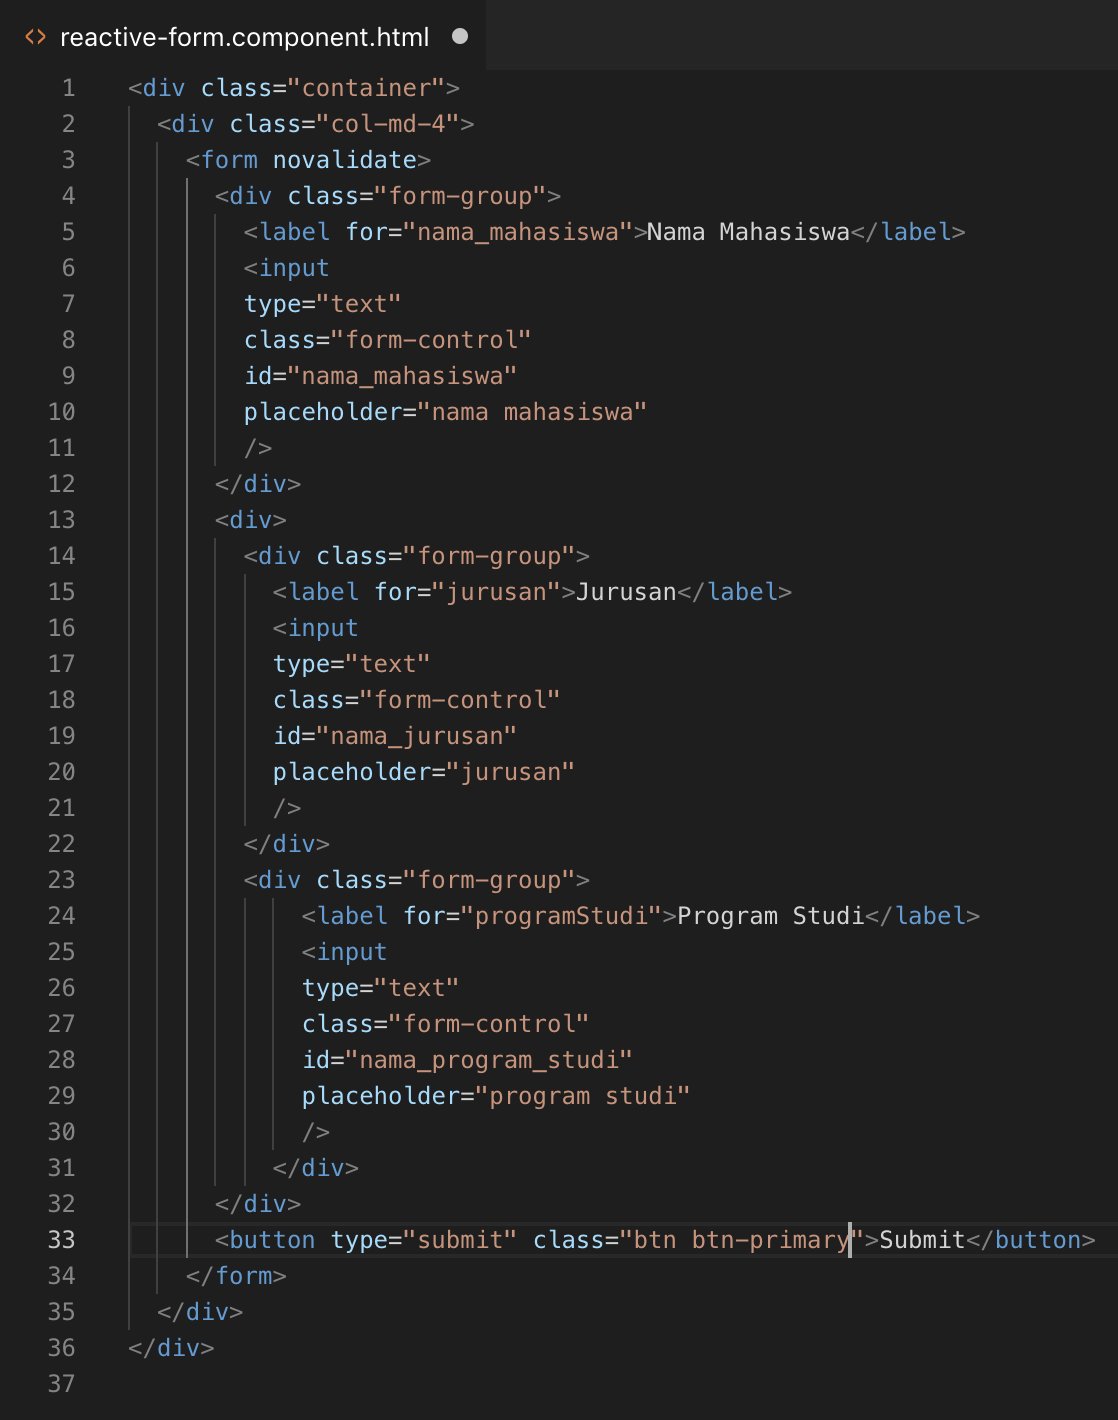 <> reactive-form.component.html
1 <div class="container">
2   <div class="col-md-4">
3     <form novalidate>
4       <div class="form-group">
5         <label for="nama_mahasiswa">Nama Mahasiswa</label>
6         <input
7         type="text"
8         class="form-control"
9         id="nama_mahasiswa"
10         placeholder="nama mahasiswa"
11         />
12       </div>
13       <div>
14         <div class="form-group">
15           <label for="jurusan">Jurusan</label>
16           <input
17           type="text"
18           class="form-control"
19           id="nama_jurusan"
20           placeholder="jurusan"
21           />
22         </div>
23         <div class="form-group">
24             <label for="programStudi">Program Studi</label>
25             <input
26             type="text"
27             class="form-control"
28             id="nama_program_studi"
29             placeholder="program studi"
30             />
31           </div>
32       </div>
33       <button type="submit" class="btn btn-primary">Submit</button>
34     </form>
35   </div>
36 </div>
37